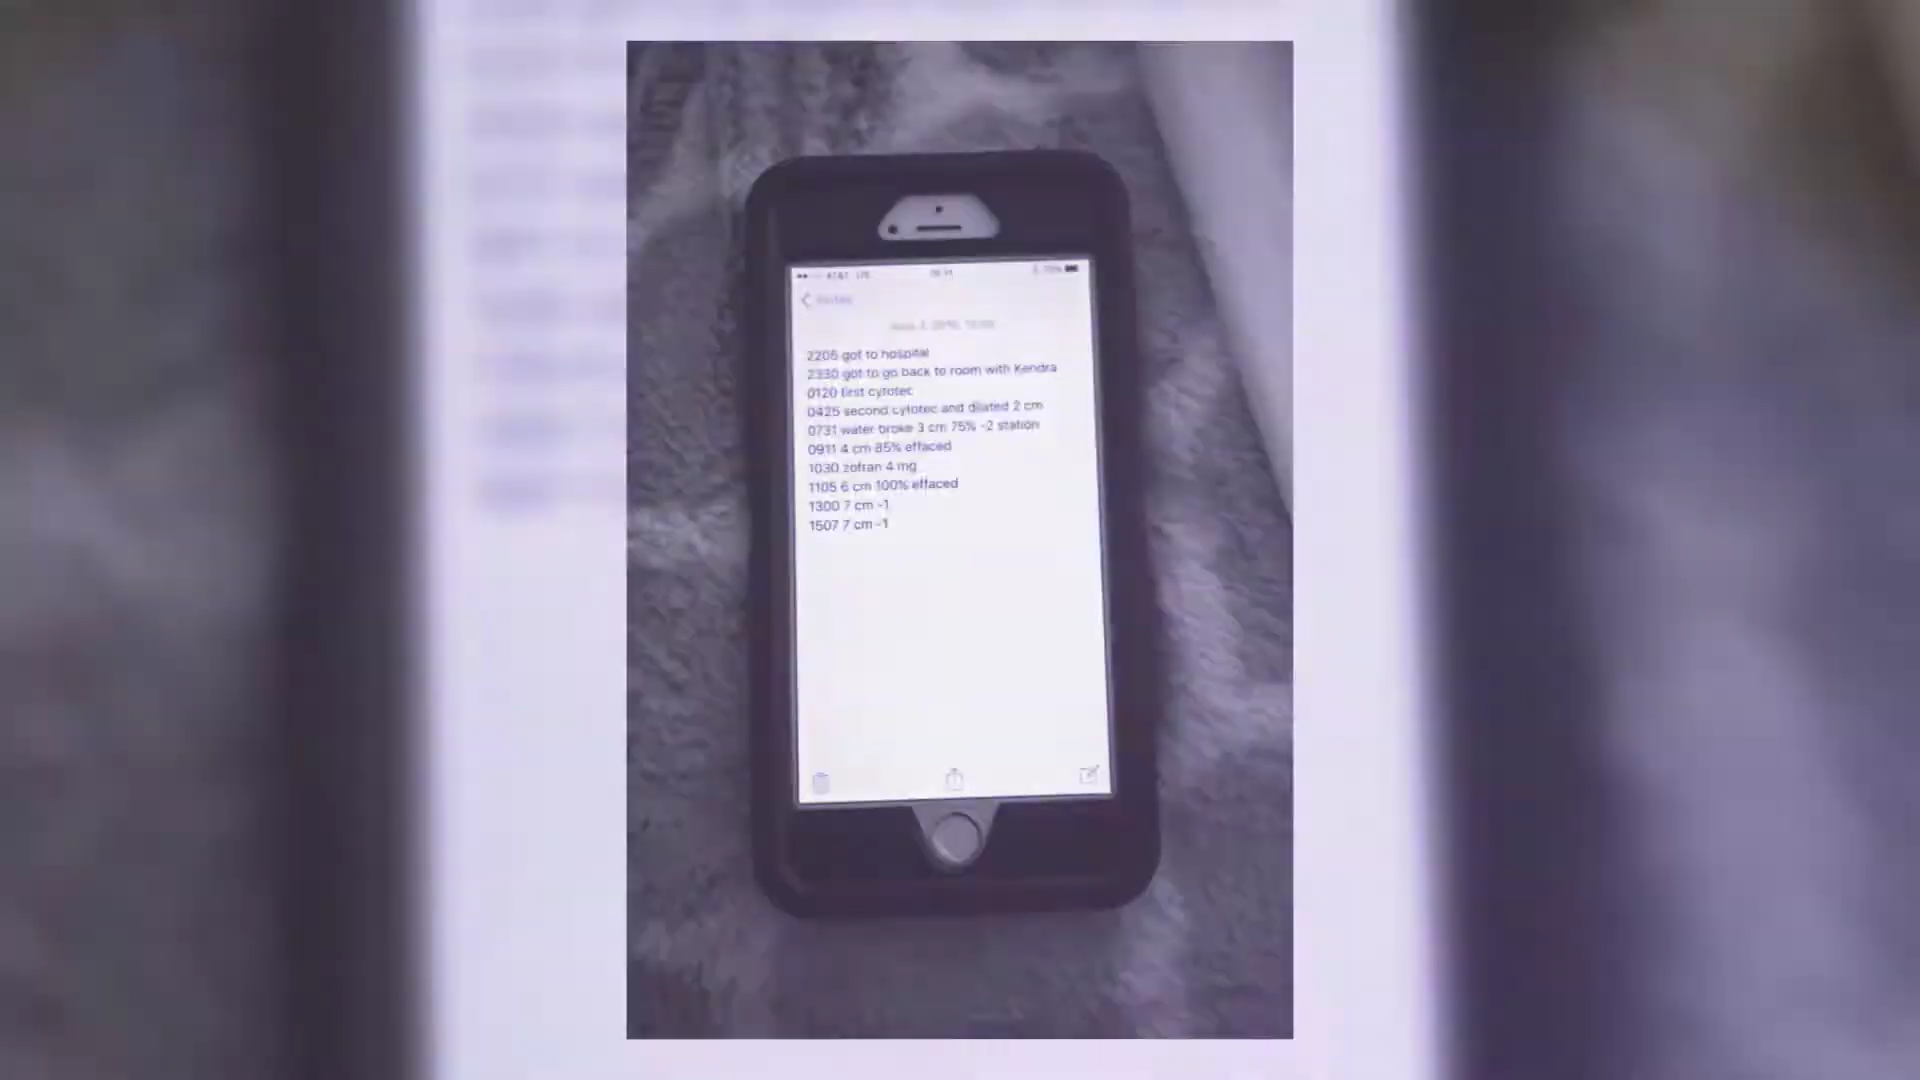 AT&T LTE
2205 got to hospital
2330 got to go back to room with Kendra
0120 first cytotec
0425 second cytotec and dilated 2 cm
0731 water broke 3 cm 75% -2 station
0911 4 cm 85% effaced
1030 zofran 4 mg
1105 6 cm 100% effaced
1300 7 cm -1
1507 7 cm -1